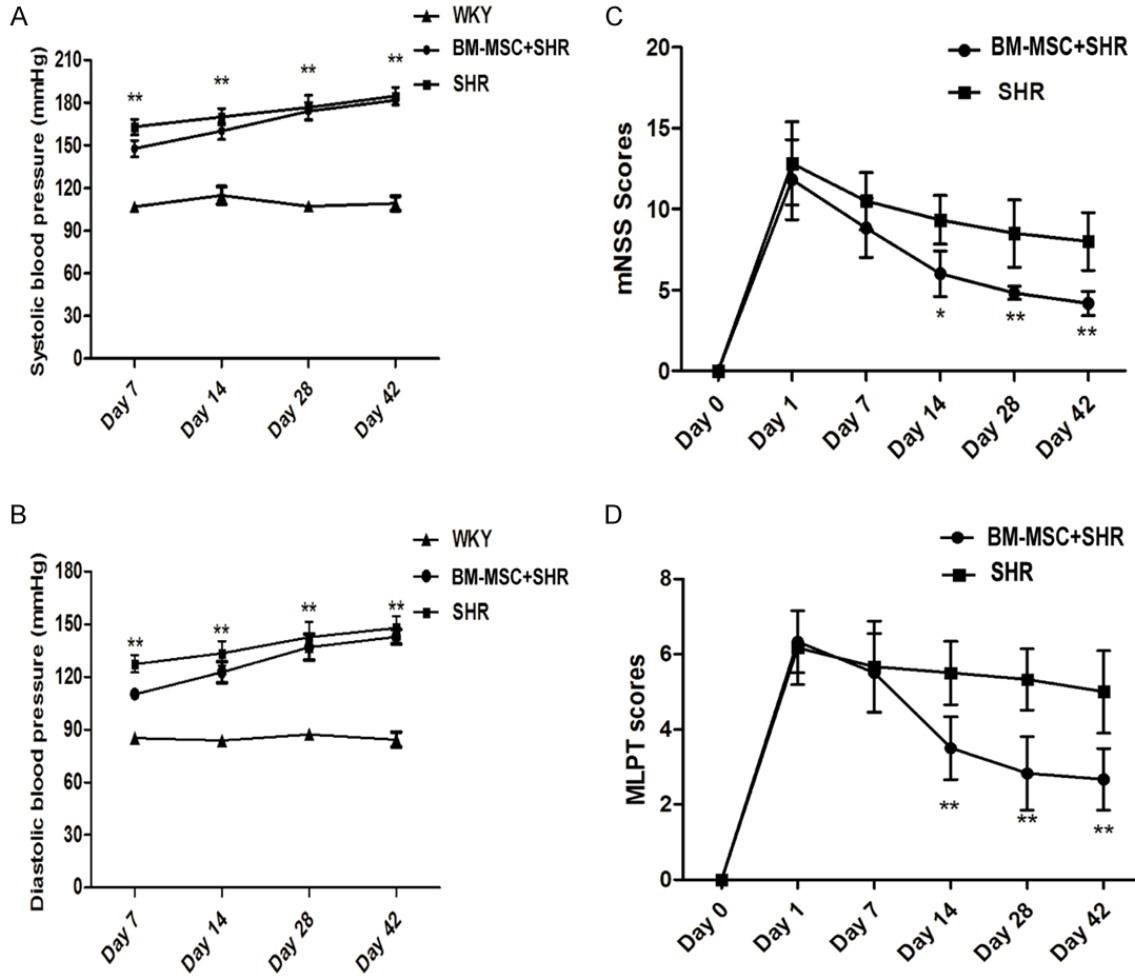 A
WKY
BM-MSC+SHR
SHR
Systolic blood pressure (mmHg)
210
180
150
120
90
60
30
0
**
**
**
**
Day 7
Day 14
Day 28
Day 42
B
WKY
BM-MSC+SHR
SHR
Diastolic blood pressure (mmHg)
180
150
120
90
60
30
0
**
**
**
**
Day 7
Day 14
Day 28
Day 42
C
BM-MSC+SHR
SHR
mNSS Scores
20
15
10
5
0
*
**
**
Day 0
Day 1
Day 7
Day 14
Day 28
Day 42
D
BM-MSC+SHR
SHR
MLPT scores
8
6
4
2
0
**
**
**
Day 0
Day 1
Day 7
Day 14
Day 28
Day 42